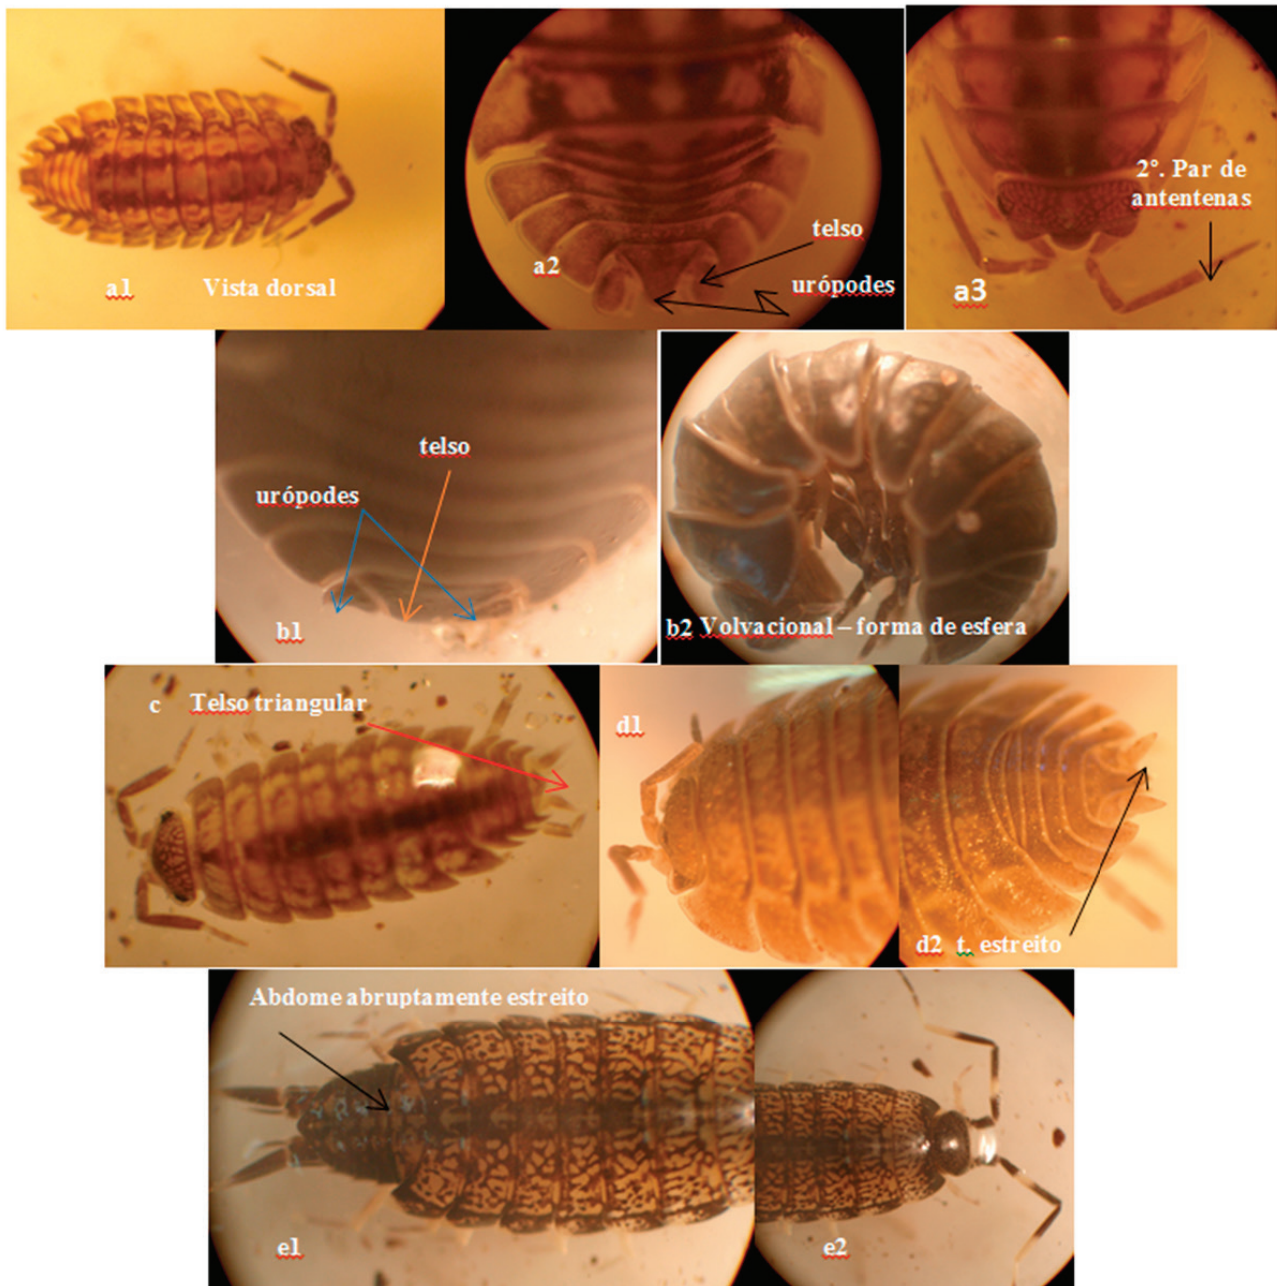 a1
Vista dorsal
a2
telso
urópodes
2°. Par de
antentenas
a3
telso
urópodes
b1
b2 Volvacional – forma de esfera
c Telso triangular
d1
d2 t. estreito
Abdome abruptamente estreito
e1
e2